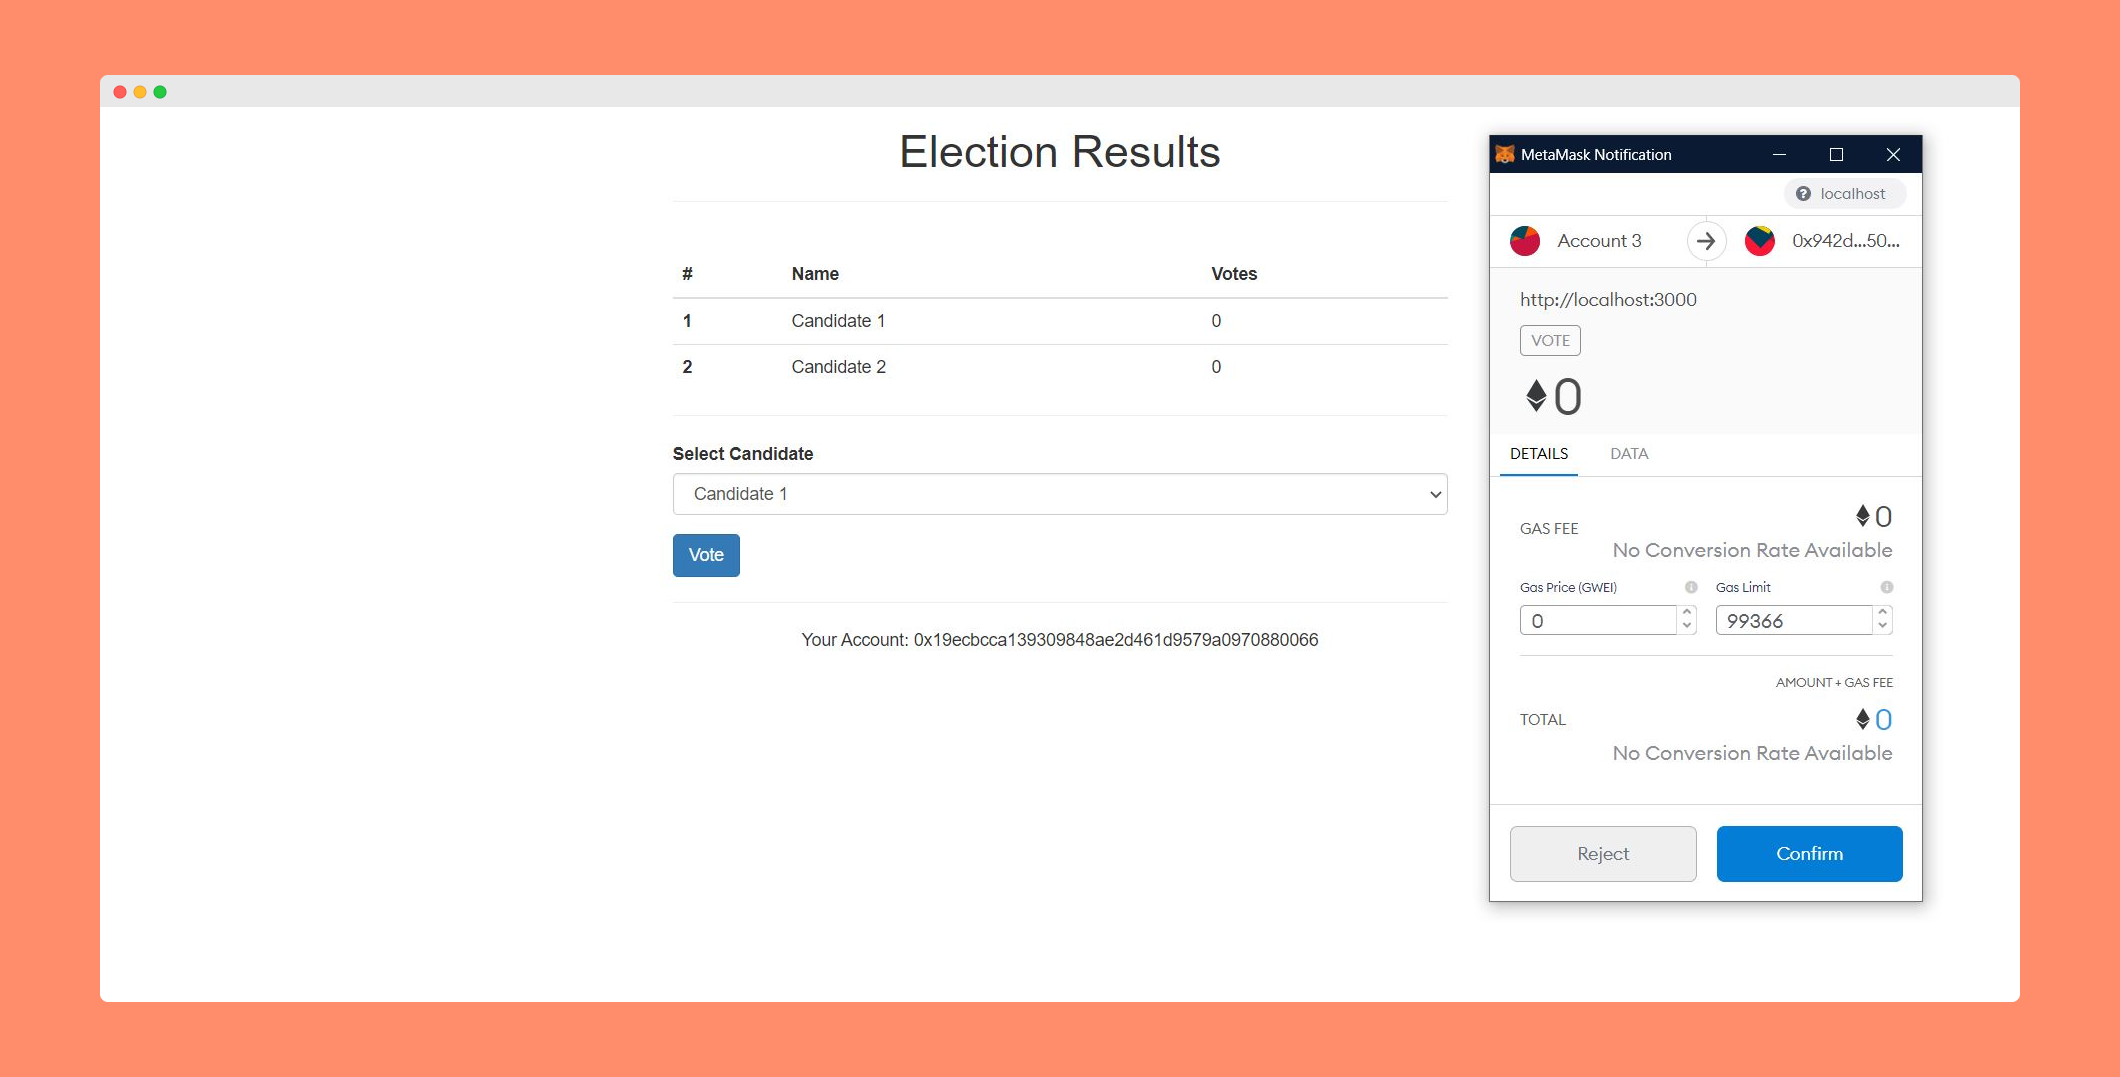 Election Results
# Name Votes
1 Candidate 1 0
2 Candidate 2 0
Select Candidate
Candidate 1
Vote
Your Account: 0x19ecbcca139309848ae2d461d9579a0970880066
MetaMask Notification
localhost
Account 3 0x942d...50...
http://localhost:3000
VOTE
0
DETAILS DATA
GAS FEE 0
No Conversion Rate Available
Gas Price (GWEI) Gas Limit
0 99366
AMOUNT + GAS FEE
TOTAL 0
No Conversion Rate Available
Reject Confirm